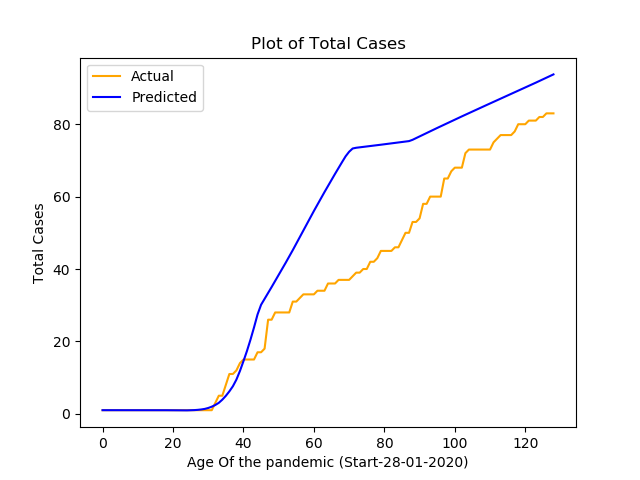 Plot of Total Cases
Actual
Predicted
Total Cases
80
60
40
20
0
0 20 40 60 80 100 120
Age Of the pandemic (Start-28-01-2020)